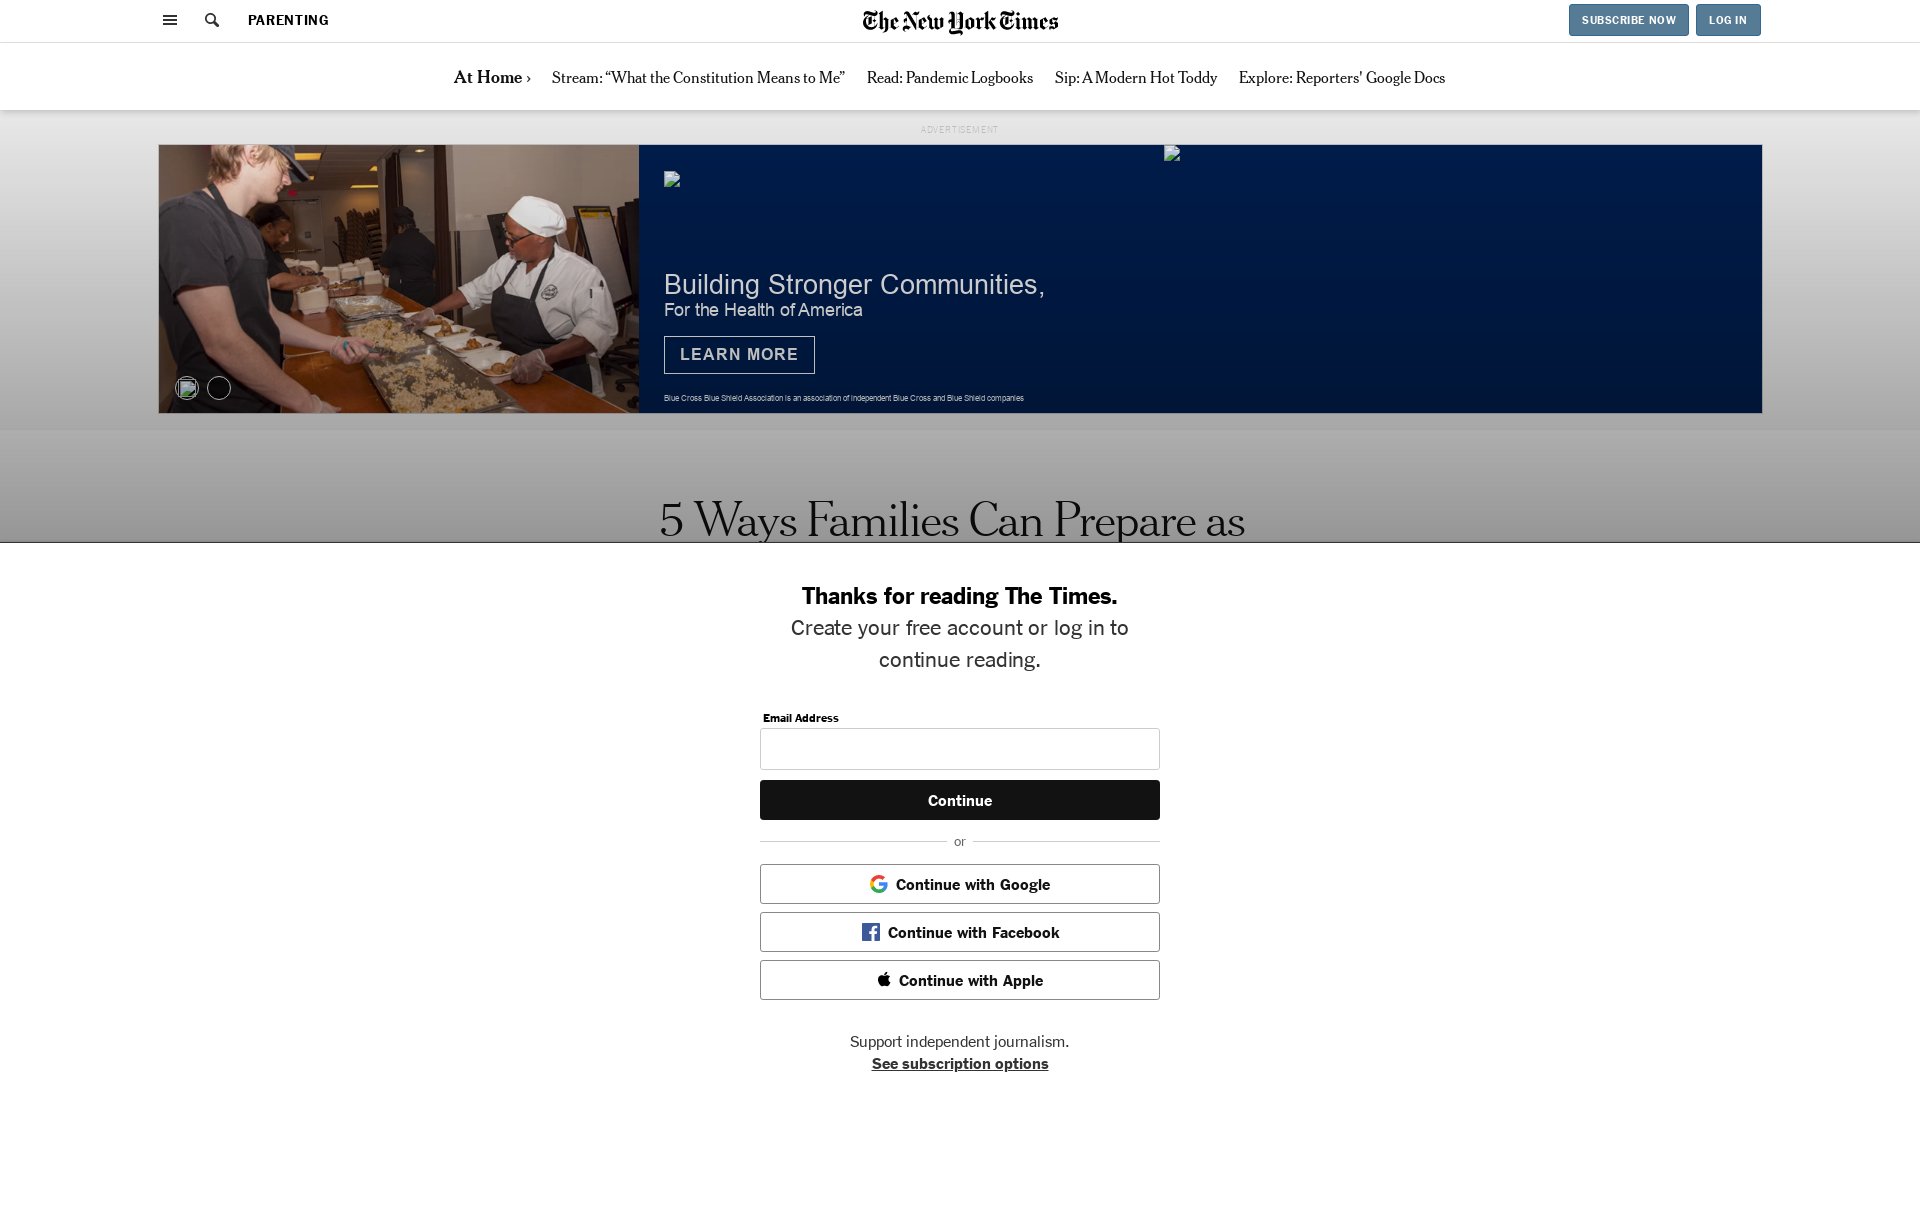 PARENTING
The New York Times
SUBSCRIBE NOW
LOG IN
At Home ›
Stream: “What the Constitution Means to Me”
Read: Pandemic Logbooks
Sip: A Modern Hot Toddy
Explore: Reporters' Google Docs
ADVERTISEMENT
Building Stronger Communities,
For the Health of America
LEARN MORE
Blue Cross Blue Shield Association is an association of independent Blue Cross and Blue Shield companies
5 Ways Families Can Prepare as
Thanks for reading The Times.
Create your free account or log in to
continue reading.
Email Address
Continue
or
Continue with Google
Continue with Facebook
Continue with Apple
Support independent journalism.
See subscription options